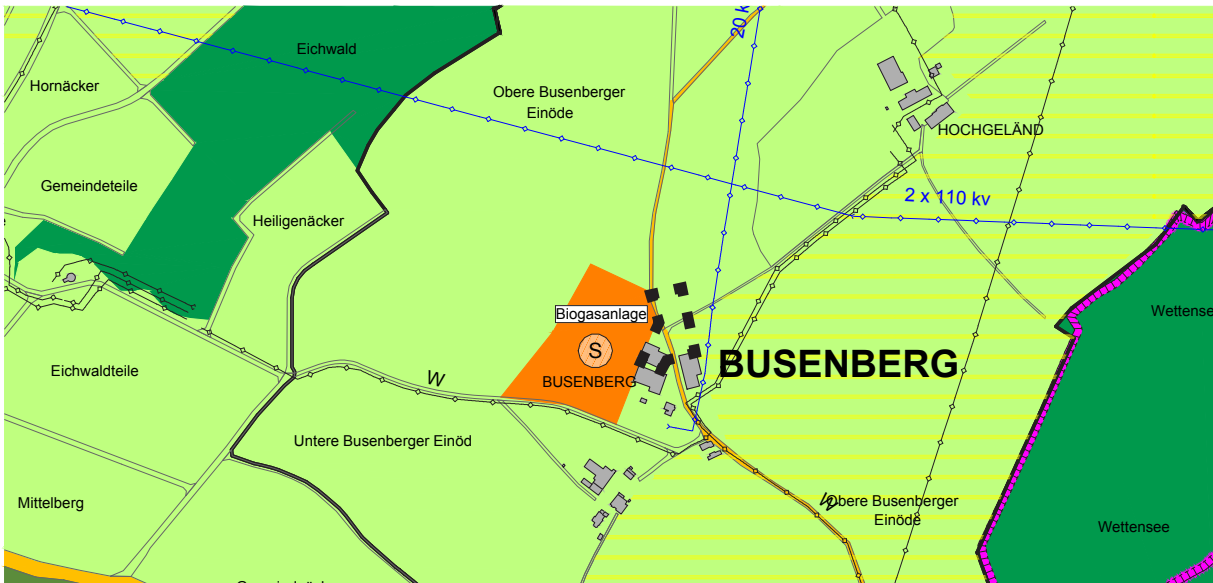 20 kv
Eichwald
Hornäcker
Obere Busenberger
Einöde
HOCHGELÄND
Gemeindeteile
2 x 110 kv
Heiligenäcker
Biogasanlage
Wettensee
S
BUSENBERG
BUSENBERG
Eichwaldteile
W
Untere Busenberger Einöd
Mittelberg
W
Obere Busenberger
Einöde
Wettensee